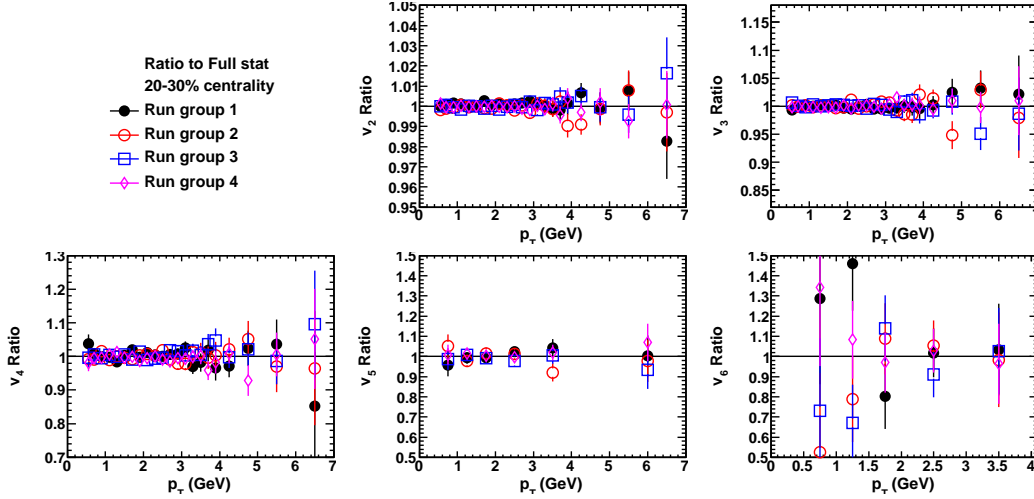 Ratio to Full stat
20-30% centrality
Run group 1
Run group 2
Run group 3
Run group 4
v2 Ratio
1.05
1.04
1.03
1.02
1.01
1
0.99
0.98
0.97
0.96
0.95
0 1 2 3 4 5 6 7
pT (GeV)
v3 Ratio
1.1
1.05
1
0.95
0.9
0.85
0 1 2 3 4 5 6 7
pT (GeV)
v4 Ratio
1.3
1.2
1.1
1
0.9
0.8
0.7
0 1 2 3 4 5 6 7
pT (GeV)
v5 Ratio
1.5
1.4
1.3
1.2
1.1
1
0.9
0.8
0.7
0.6
0.5
0 1 2 3 4 5 6 7
pT (GeV)
v6 Ratio
1.5
1.4
1.3
1.2
1.1
1
0.9
0.8
0.7
0.6
0.5
0.5 1 1.5 2 2.5 3 3.5 4
pT (GeV)